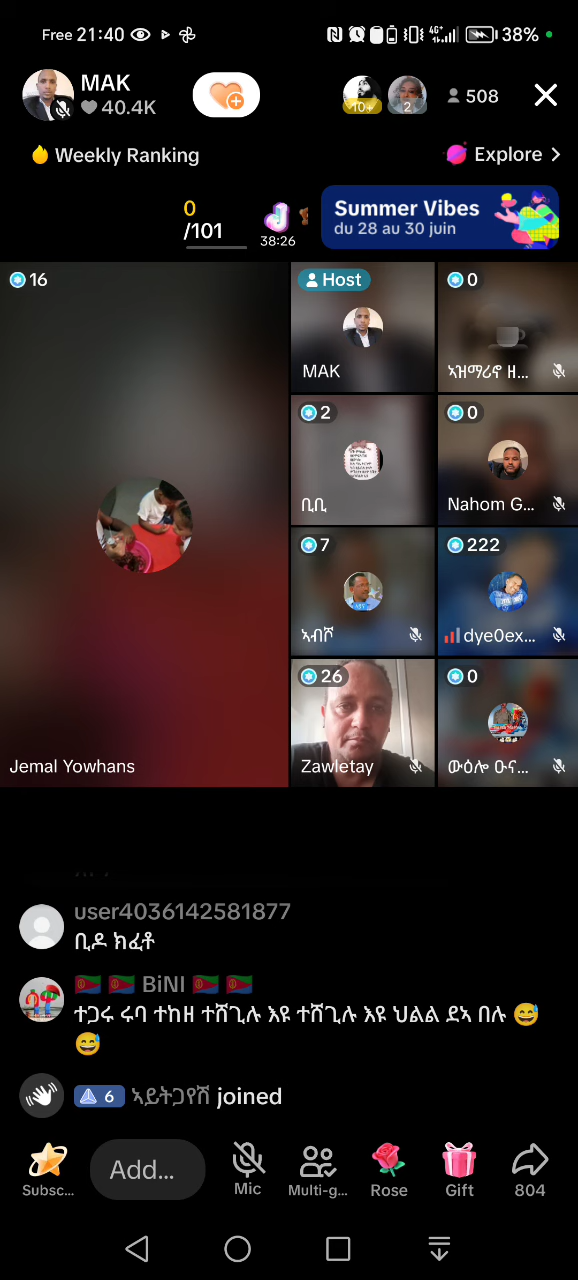 Free 21:40
4G+ 38%
MAK
40.4K
10+
2
508
Weekly Ranking
Explore
0
/101
38:26
Summer Vibes
du 28 au 30 juin
16
Host
MAK
0
ኣዝማሪኖ ዘ...
2
ቢቢ
0
Nahom G...
7
ኣብሾ
222
dye0ex...
26
Zawletay
0
ውዕሎ ዑና...
Jemal Yowhans
user4036142581877
ቢዶ ክፈቶ
BiNI
ተጋሩ ሩባ ተከዘ ተሸጊሉ እዩ ተሸጊሉ እዩ ህልል ደኣ በሉ 😅
😅
6 ኣይትጋየሽ joined
Subsc...
Add...
Mic
Multi-g...
Rose
Gift
804